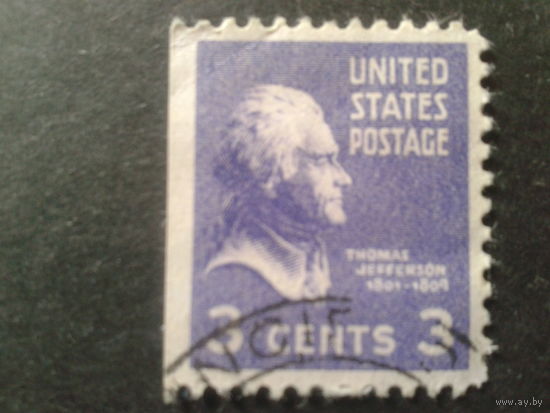 UNITED
STATES
POSTAGE
THOMAS
JEFFERSON
1801-1809
3 CENTS 3
www.ay.by